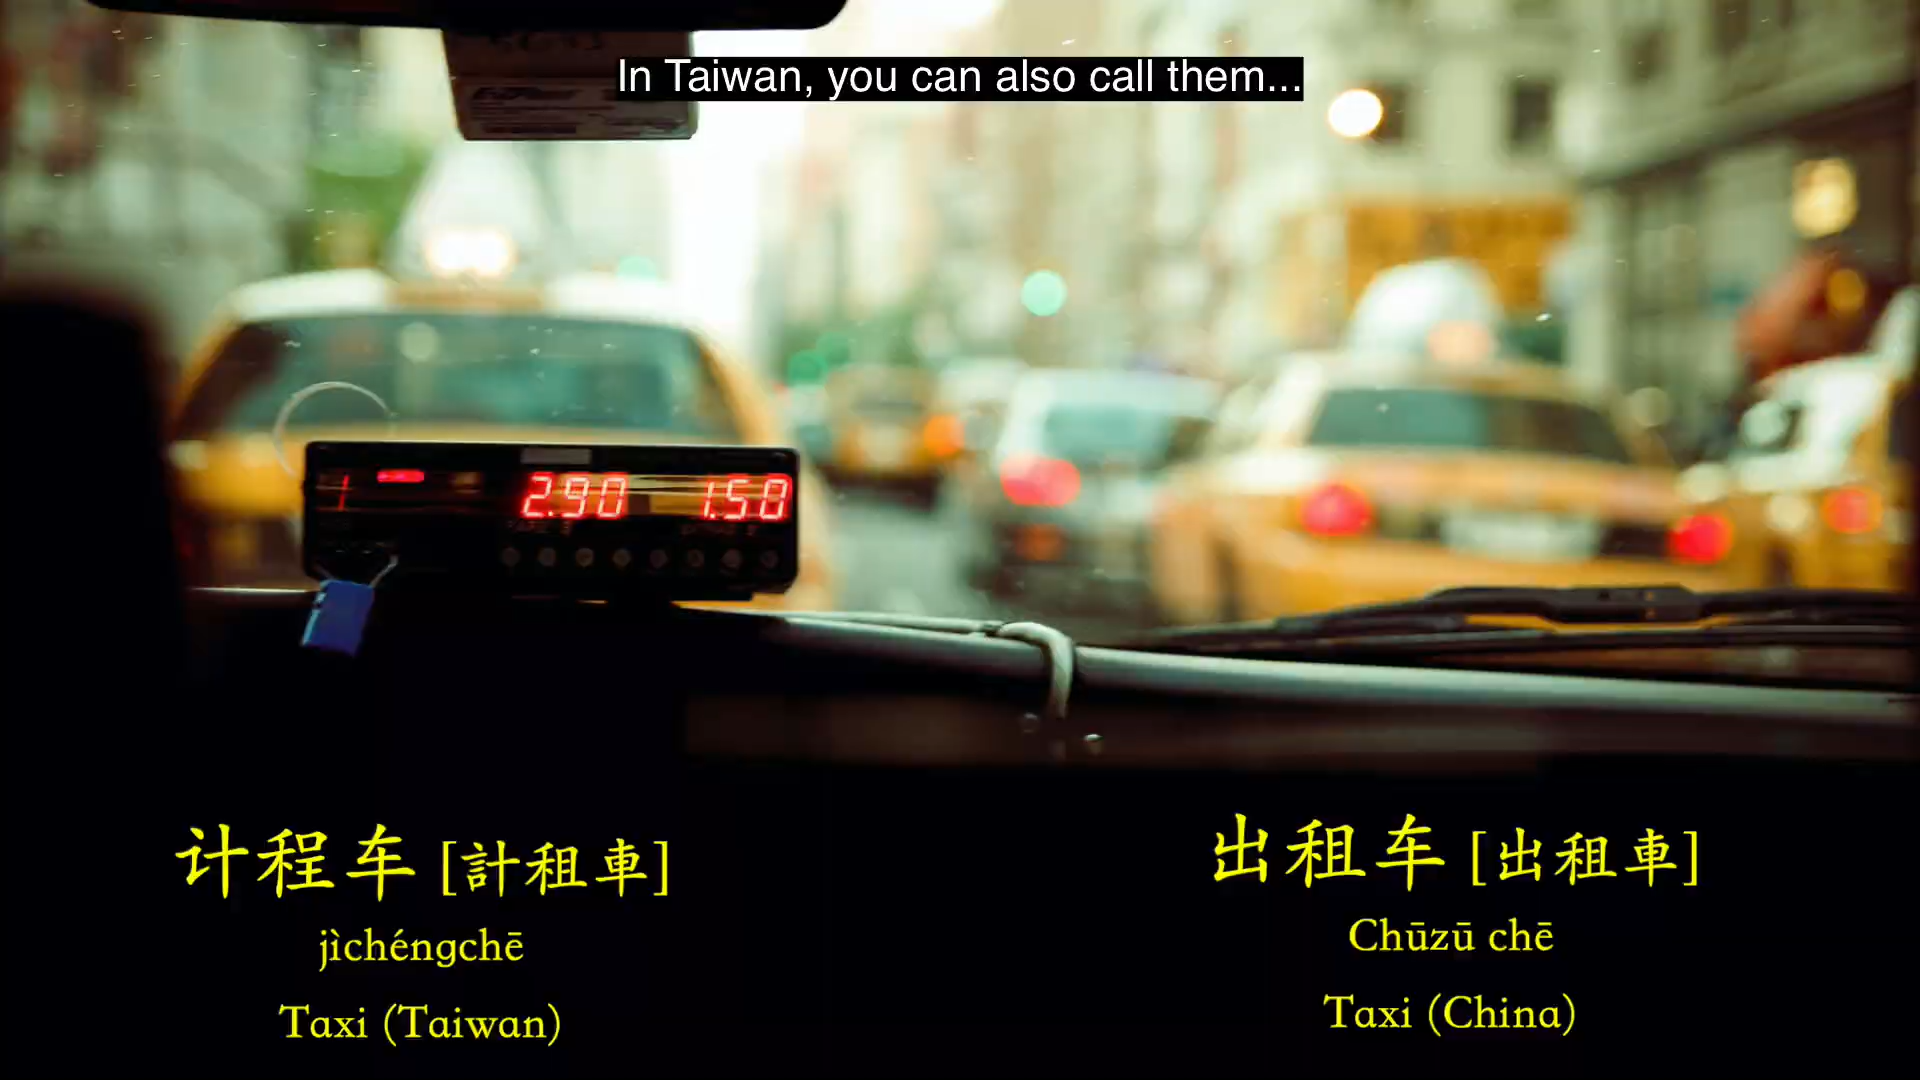 In Taiwan, you can also call them...
2.90 1.50
计程车 [計租車]
jìchéngchē
Taxi (Taiwan)
出租车 [出租車]
Chūzū chē
Taxi (China)